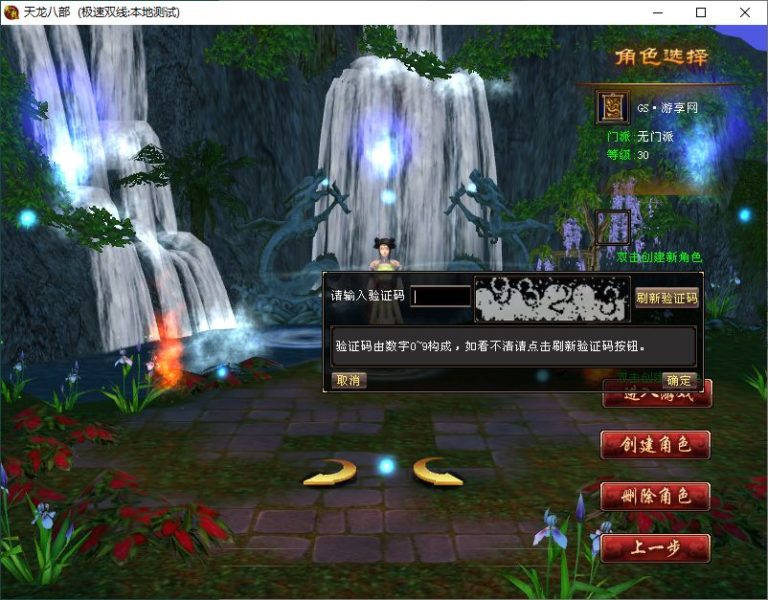 天龙八部 (极速双线:本地测试)
角色选择
GS·游享网
门派:无门派
等级:30
双击创建新角色
请输入验证码
刷新验证码
验证码由数字0~9构成，如看不清请点击刷新验证码按钮。
取消
确定
进入游戏
创建角色
删除角色
上一步